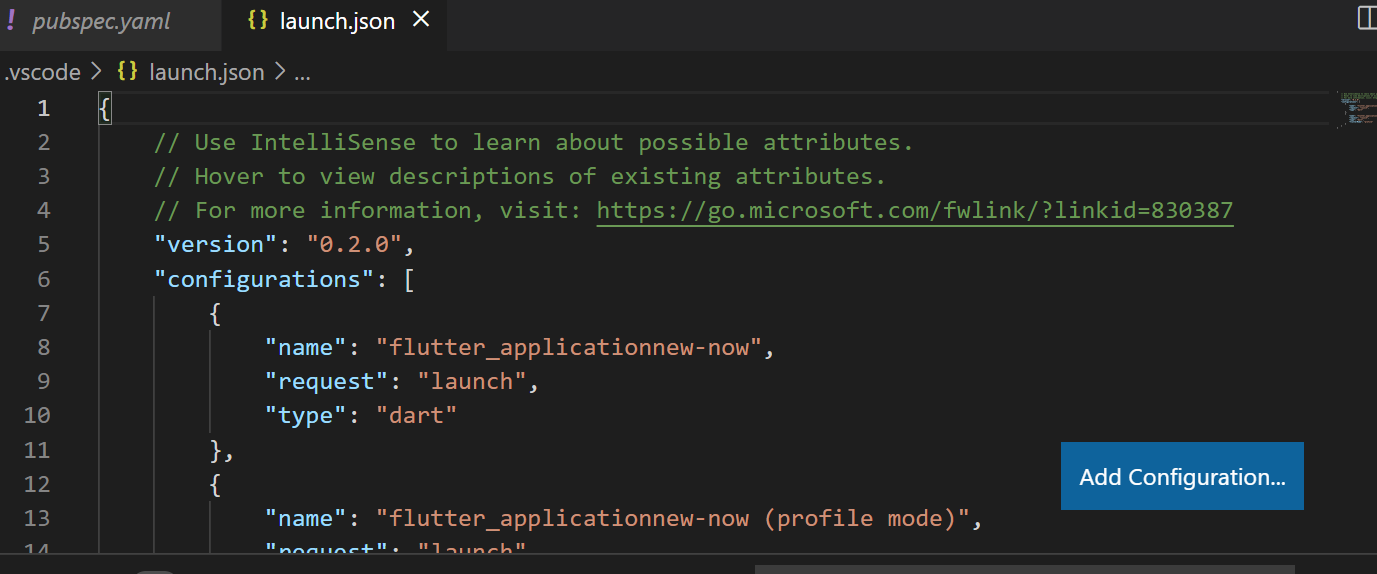 ! pubspec.yaml {} launch.json ×
.vscode > {} launch.json > ...
1 {
2 // Use IntelliSense to learn about possible attributes.
3 // Hover to view descriptions of existing attributes.
4 // For more information, visit: https://go.microsoft.com/fwlink/?linkid=830387
5 "version": "0.2.0",
6 "configurations": [
7 {
8 "name": "flutter_applicationnew-now",
9 "request": "launch",
10 "type": "dart"
11 },
12 {
Add Configuration...
13 "name": "flutter_applicationnew-now (profile mode)",
14 "request": "launch"